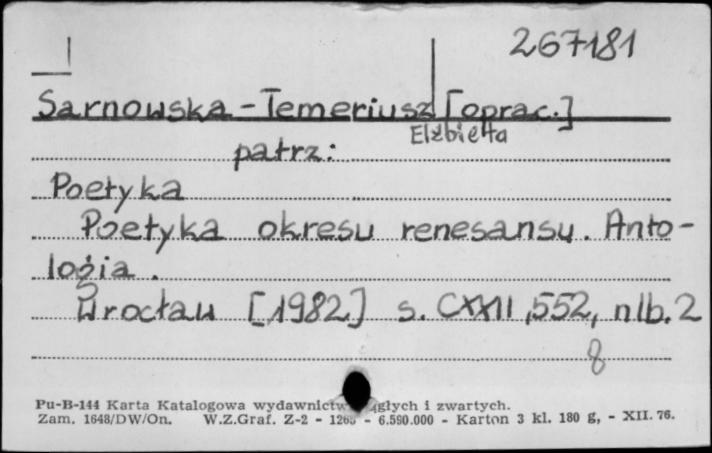 267181
Sarnowska-Temeriusz [oprac.]
Elżbieta
patrz:
Poetyka
Poetyka okresu renesansu. Anto-
logia.
Wrocław [1982] s. CXXII, 552, nlb. 2
8
Pu-B-144 Karta Katalogowa wydawnictw ciągłych i zwartych.
Zam. 1648/DW/On. W.Z.Graf. Z-2 - 6.590.000 - Karton 3 kl. 180 g, - XII. 76.